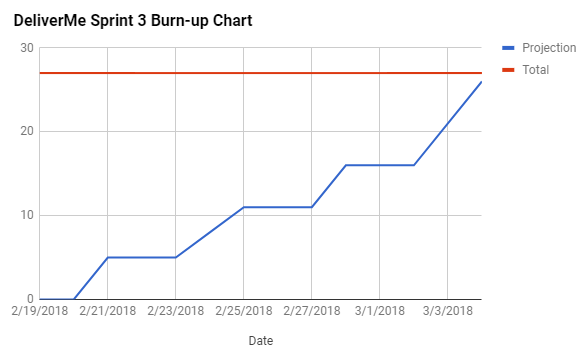 DeliverMe Sprint 3 Burn-up Chart
30
20
10
0
Projection
Total
2/19/2018 2/21/2018 2/23/2018 2/25/2018 2/27/2018 3/1/2018 3/3/2018
Date